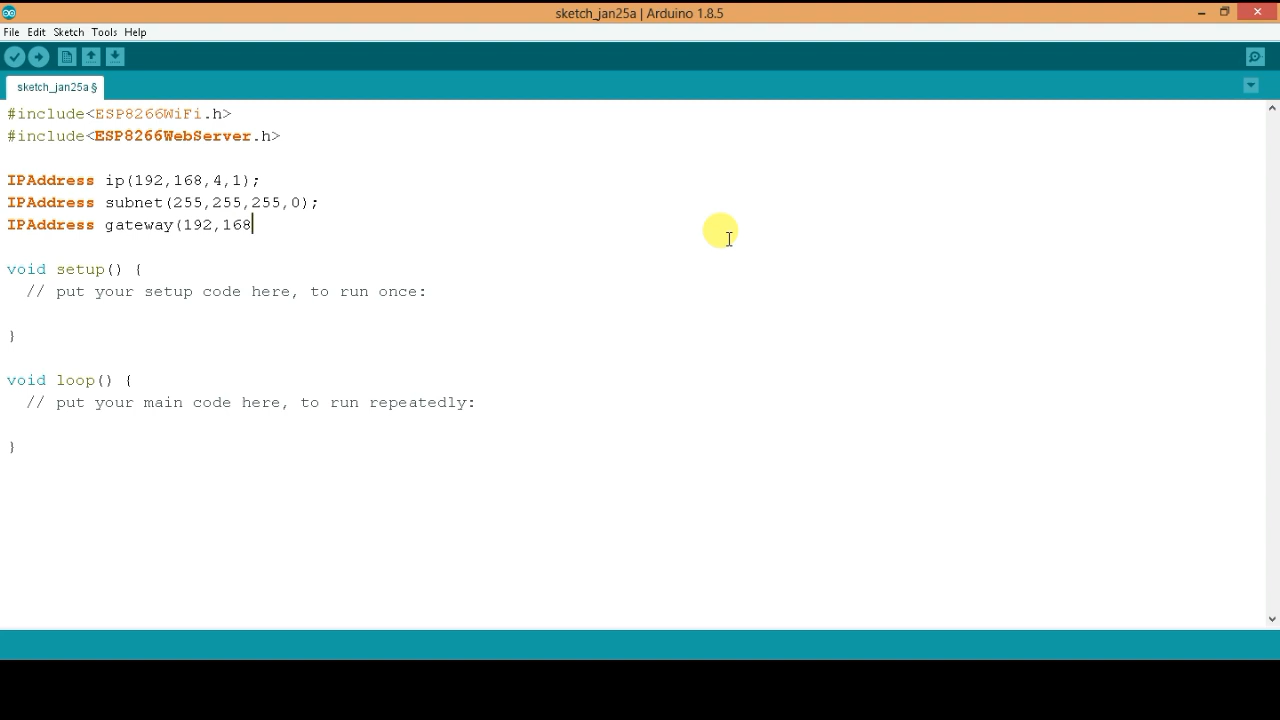 sketch_jan25a | Arduino 1.8.5
File Edit Sketch Tools Help
sketch_jan25a §
#include<ESP8266WiFi.h>
#include<ESP8266WebServer.h>
IPAddress ip(192,168,4,1);
IPAddress subnet(255,255,255,0);
IPAddress gateway(192,168
void setup() {
// put your setup code here, to run once:
}
void loop() {
// put your main code here, to run repeatedly:
}